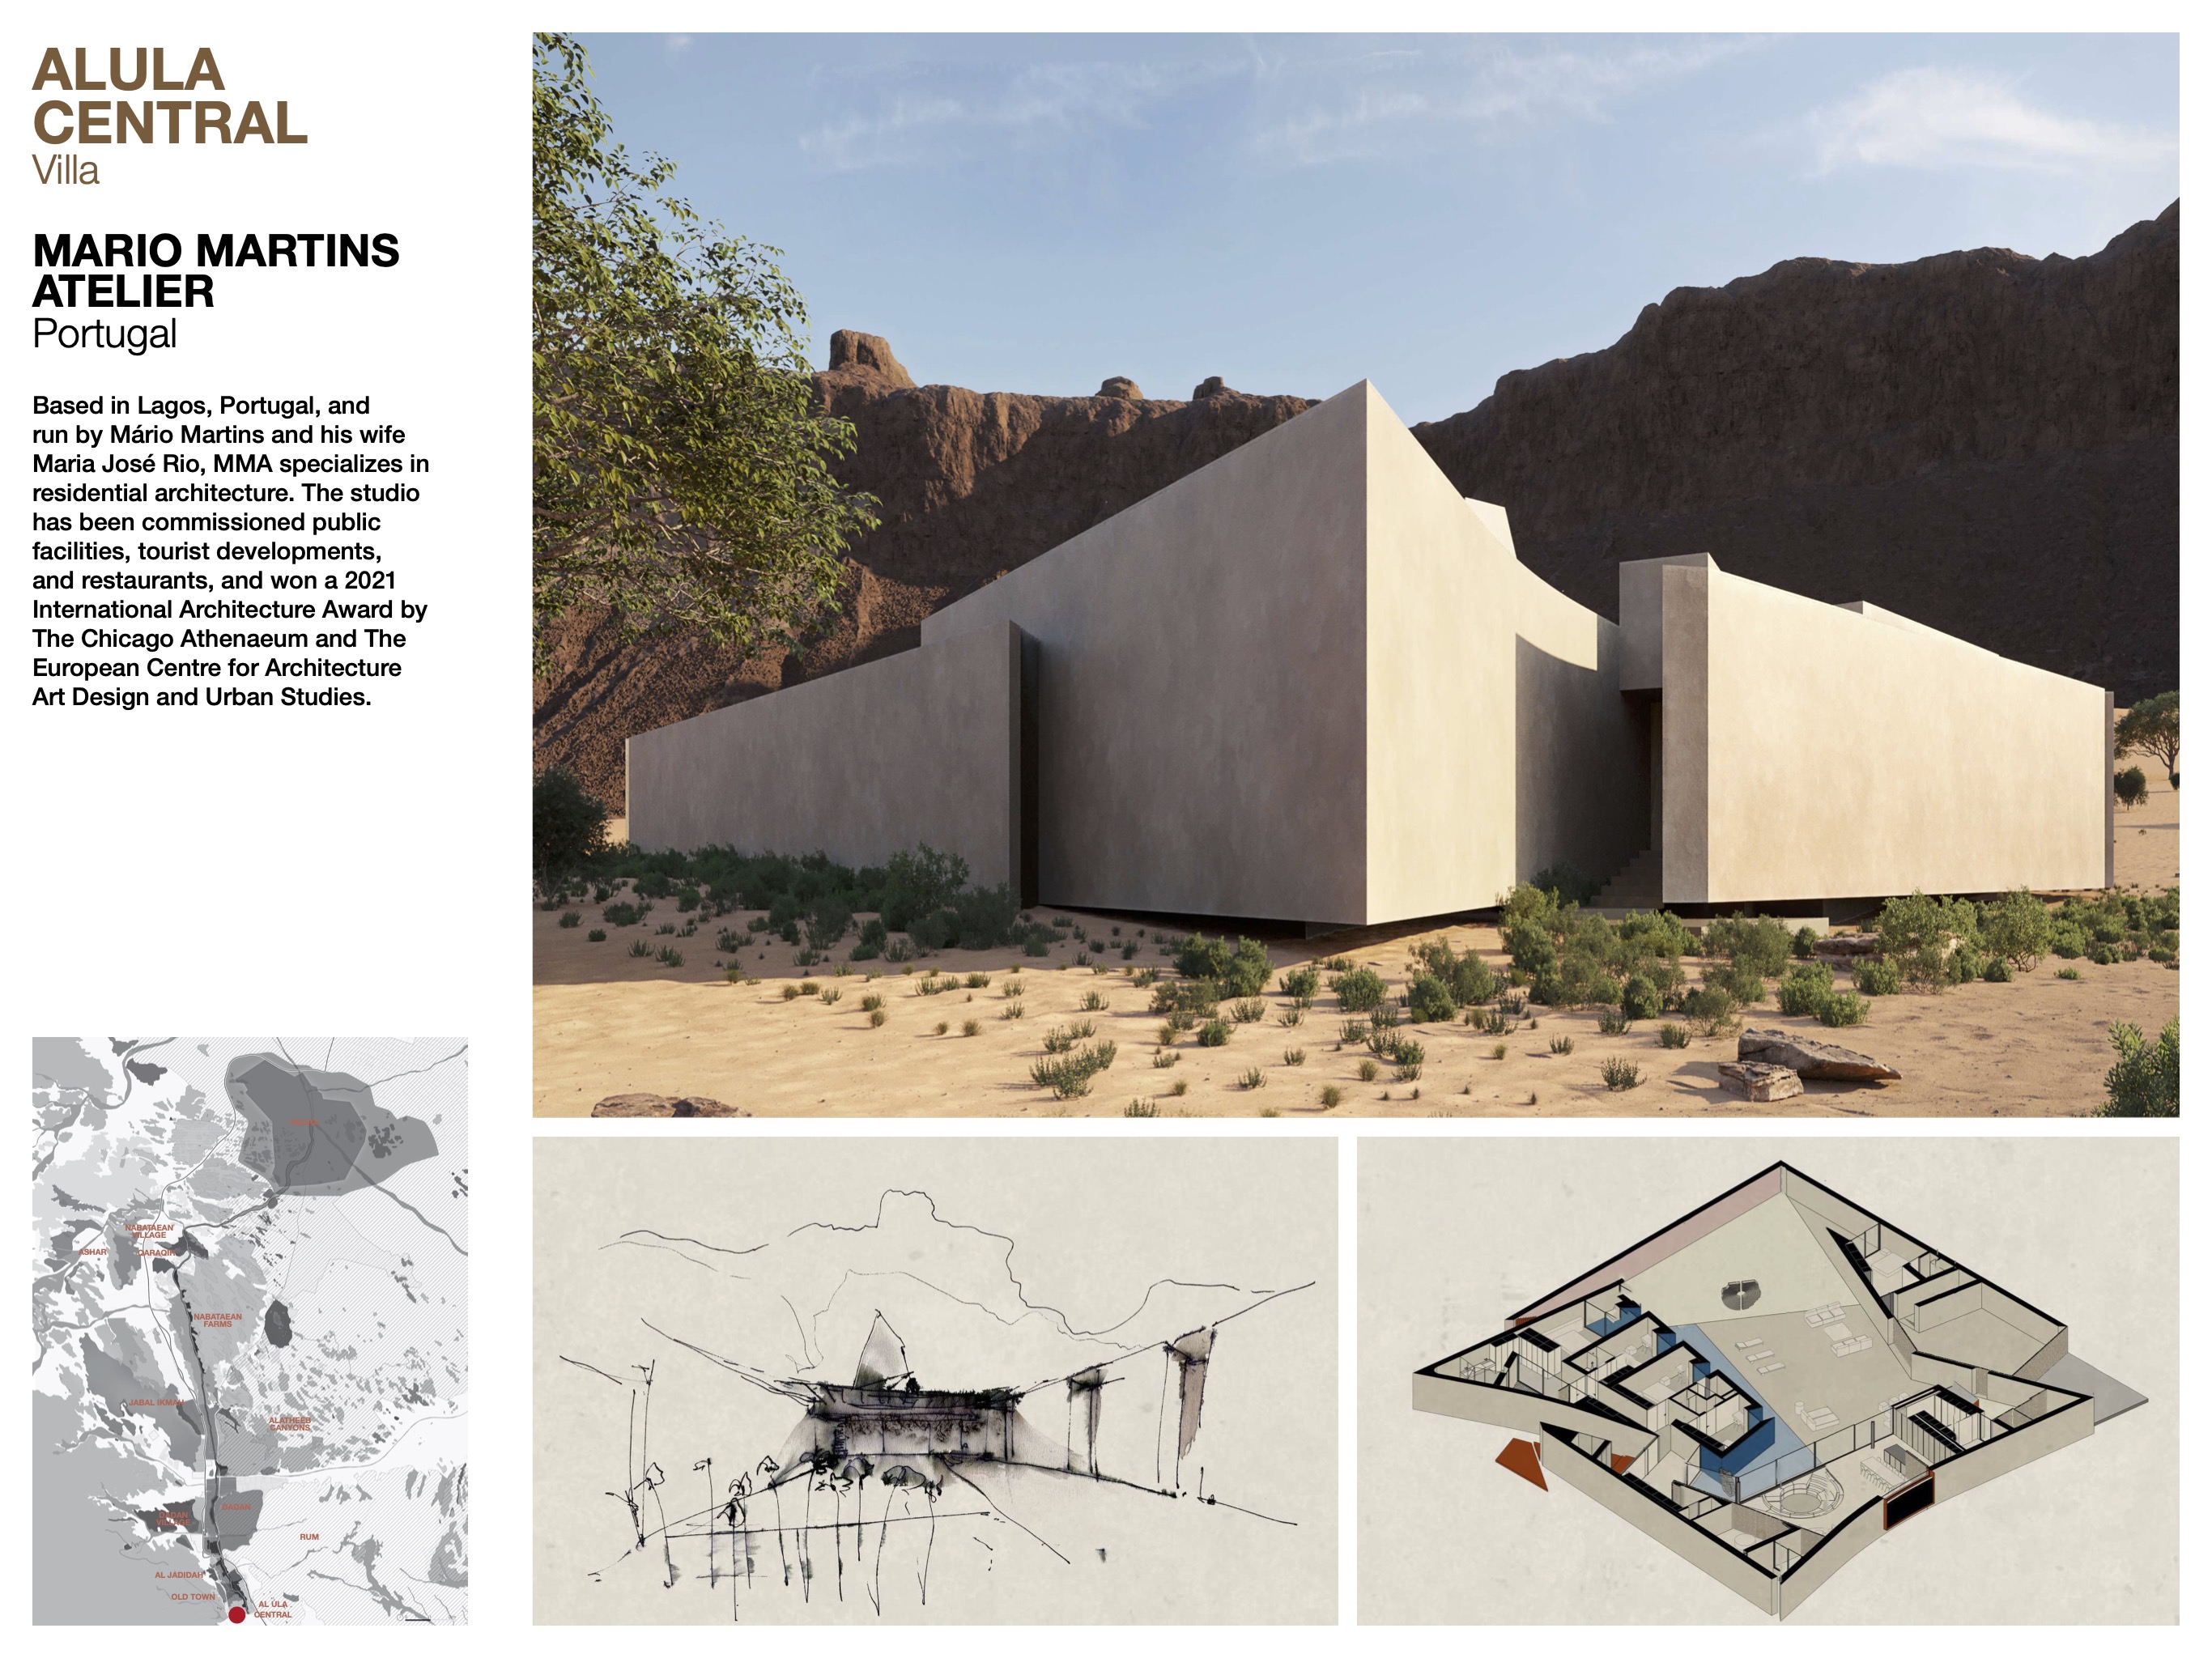 ALULA
CENTRAL
Villa
MARIO MARTINS
ATELIER
Portugal
Based in Lagos, Portugal, and
run by Mário Martins and his wife
Maria José Rio, MMA specializes in
residential architecture. The studio
has been commissioned public
facilities, tourist developments,
and restaurants, and won a 2021
International Architecture Award by
The Chicago Athenaeum and The
European Centre for Architecture
Art Design and Urban Studies.
NABATAEAN
VILLAGE
ASHAR
QARAQIR
NABATAEAN
FARMS
JABAL IKMAH
ALATHEEB
CANYONS
DADAN
DADAN
VILLAGE
RUM
AL JADIDAH
OLD TOWN
AL ULA
CENTRAL